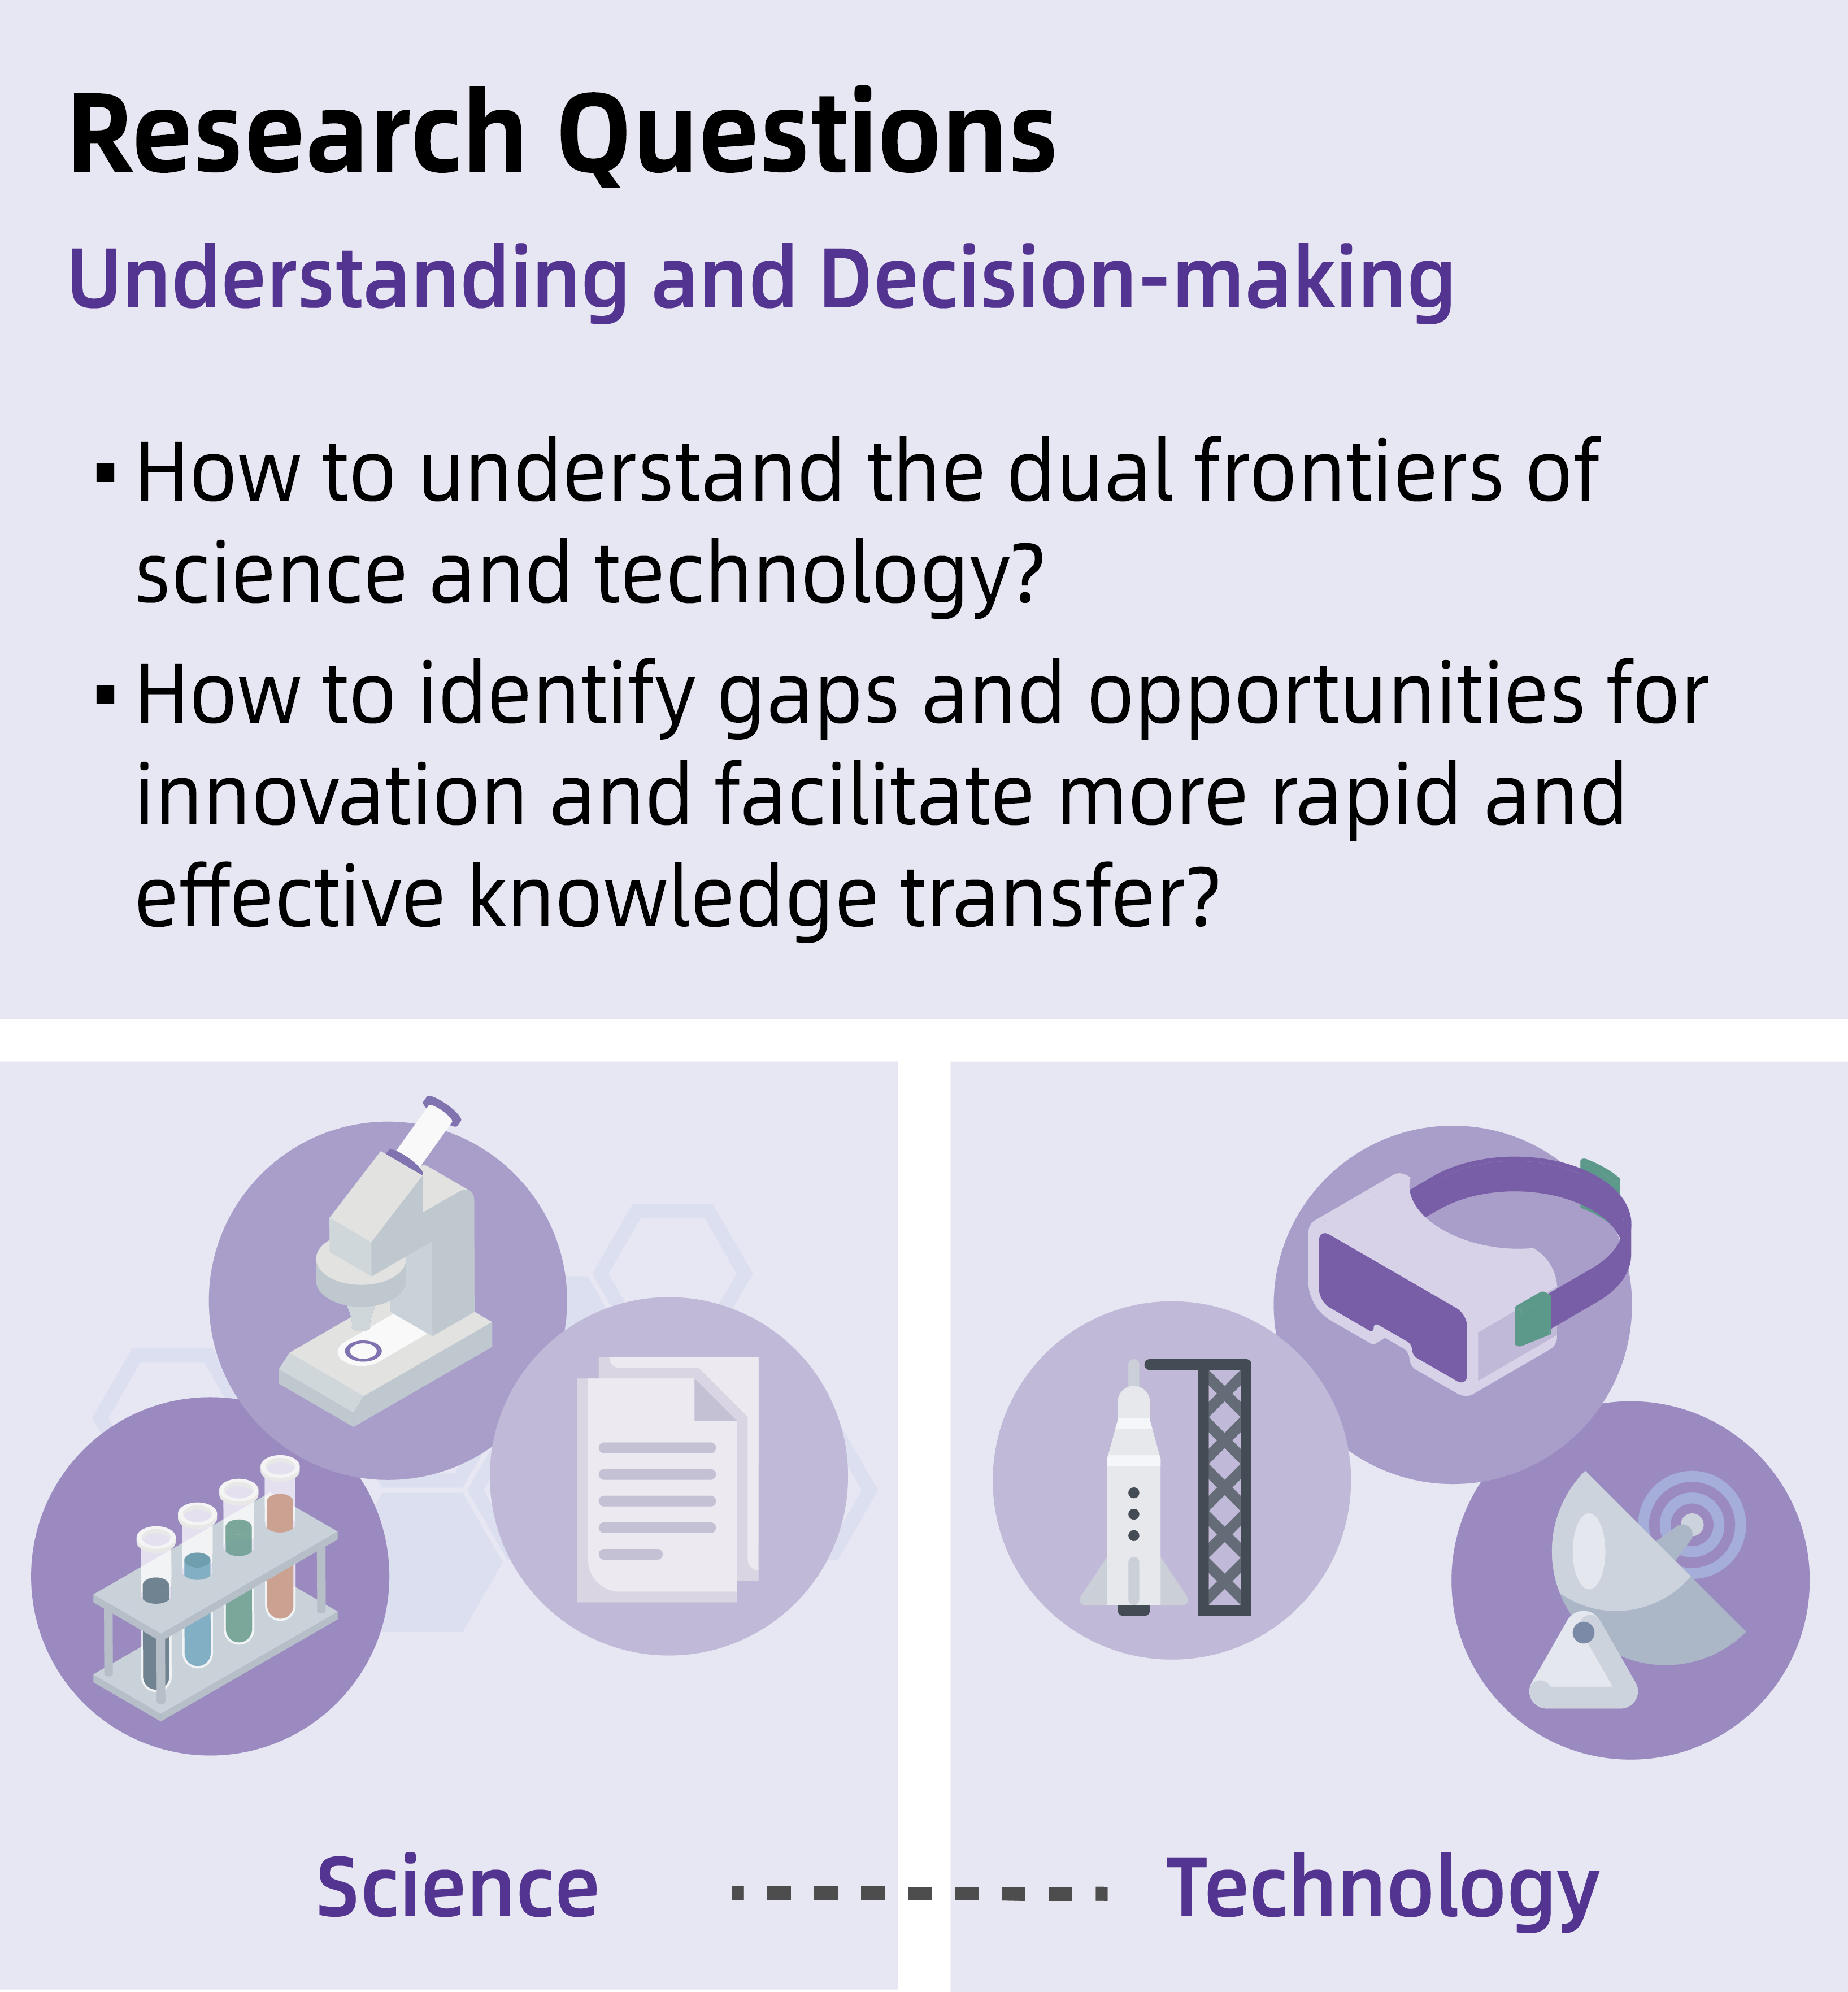 Research Questions
Understanding and Decision-making
▪ How to understand the dual frontiers of
science and technology?
▪ How to identify gaps and opportunities for
innovation and facilitate more rapid and
effective knowledge transfer?
Science
Technology